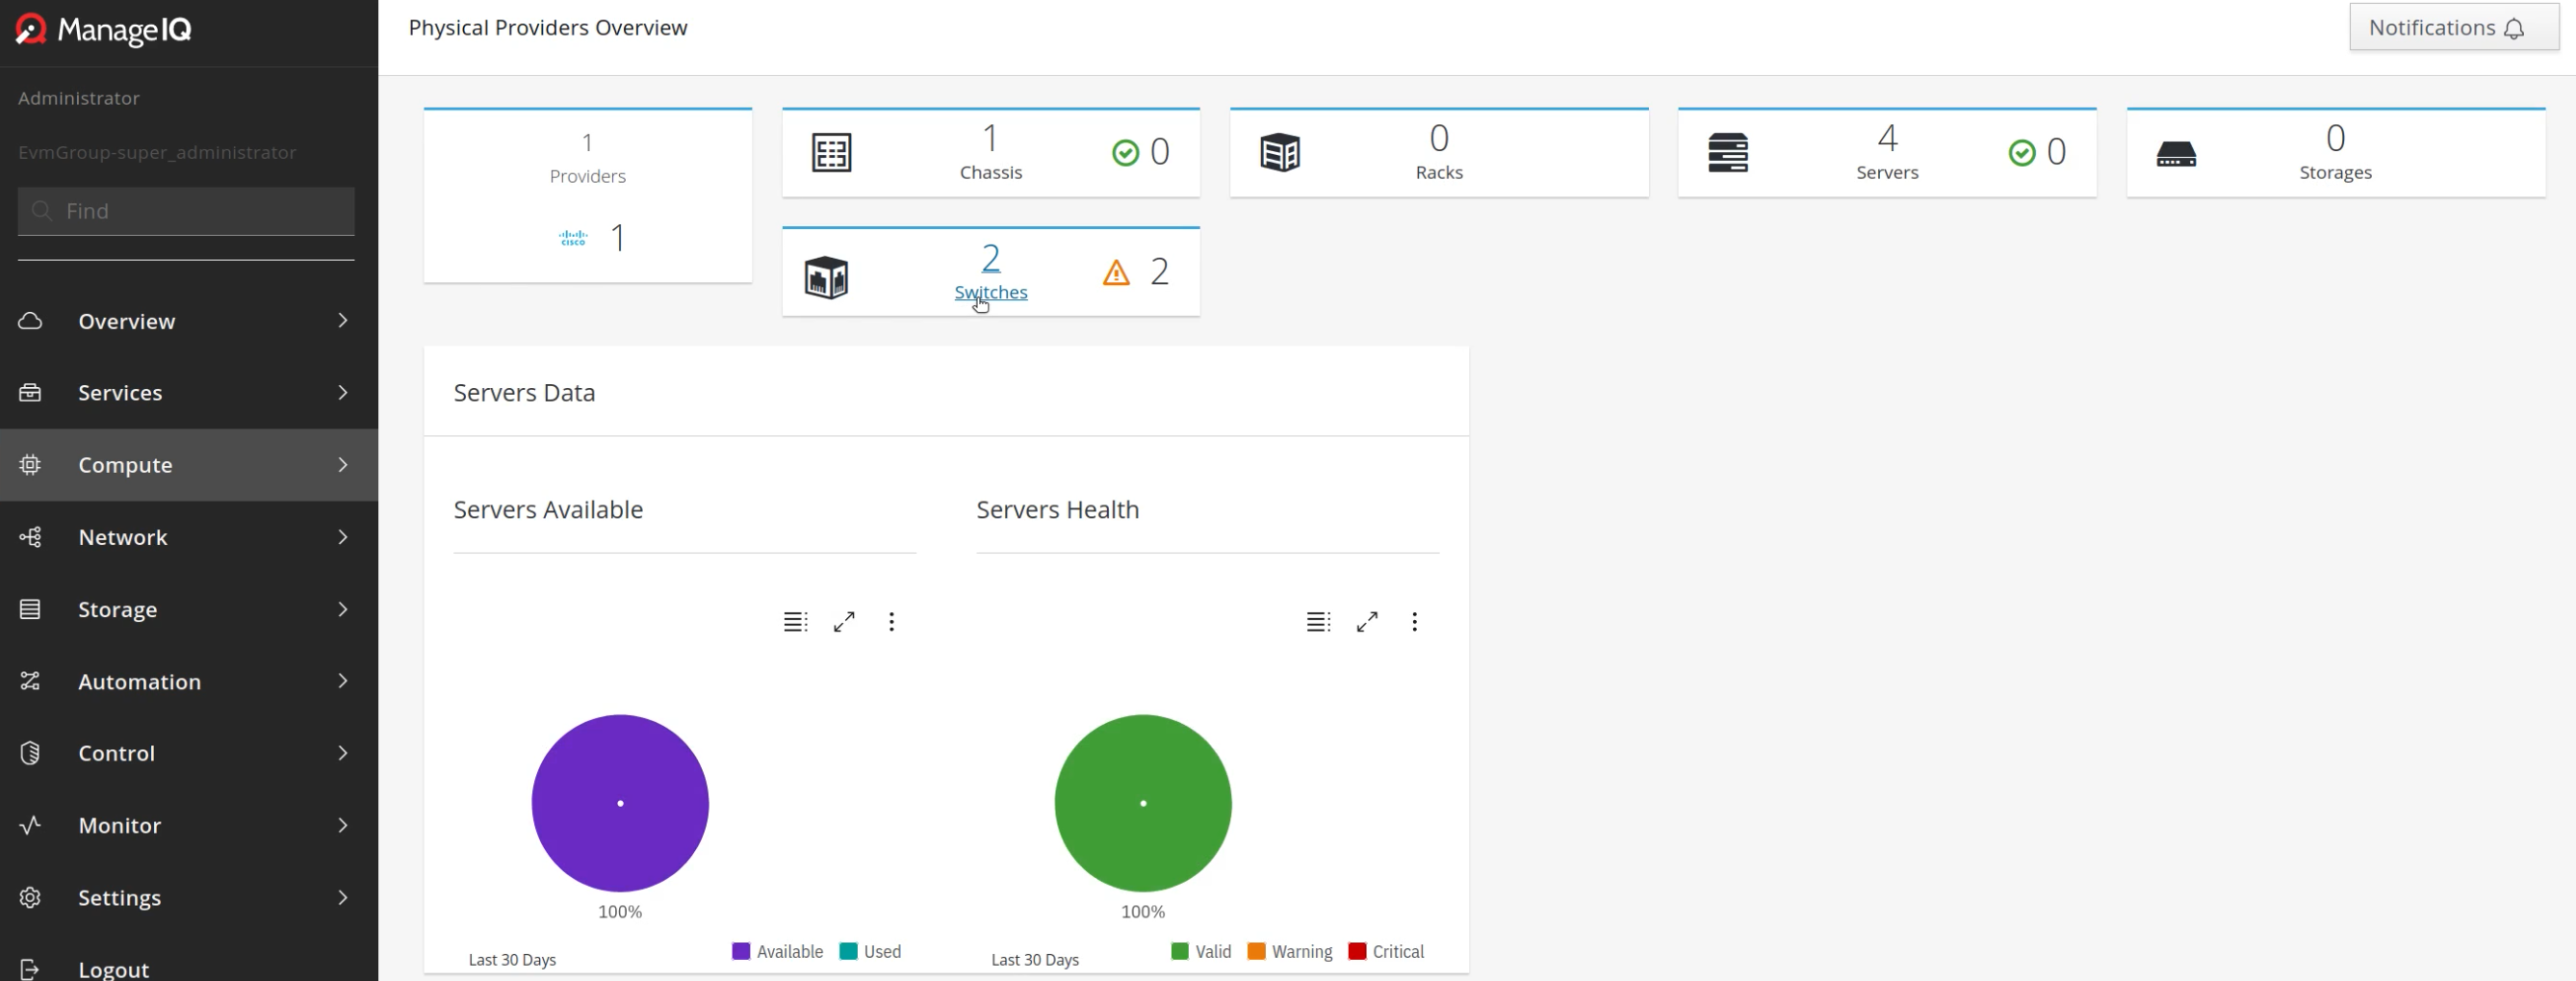 ManageIQ
Administrator
EvmGroup-super_administrator
Find
Overview
Services
Compute
Network
Storage
Automation
Control
Monitor
Settings
Logout
Physical Providers Overview
Notifications
1
Providers
cisco 1
1
Chassis
0
0
Racks
4
Servers
0
0
Storages
2
Switches
2
Servers Data
Servers Available
100%
Last 30 Days
Available Used
Servers Health
100%
Last 30 Days
Valid Warning Critical